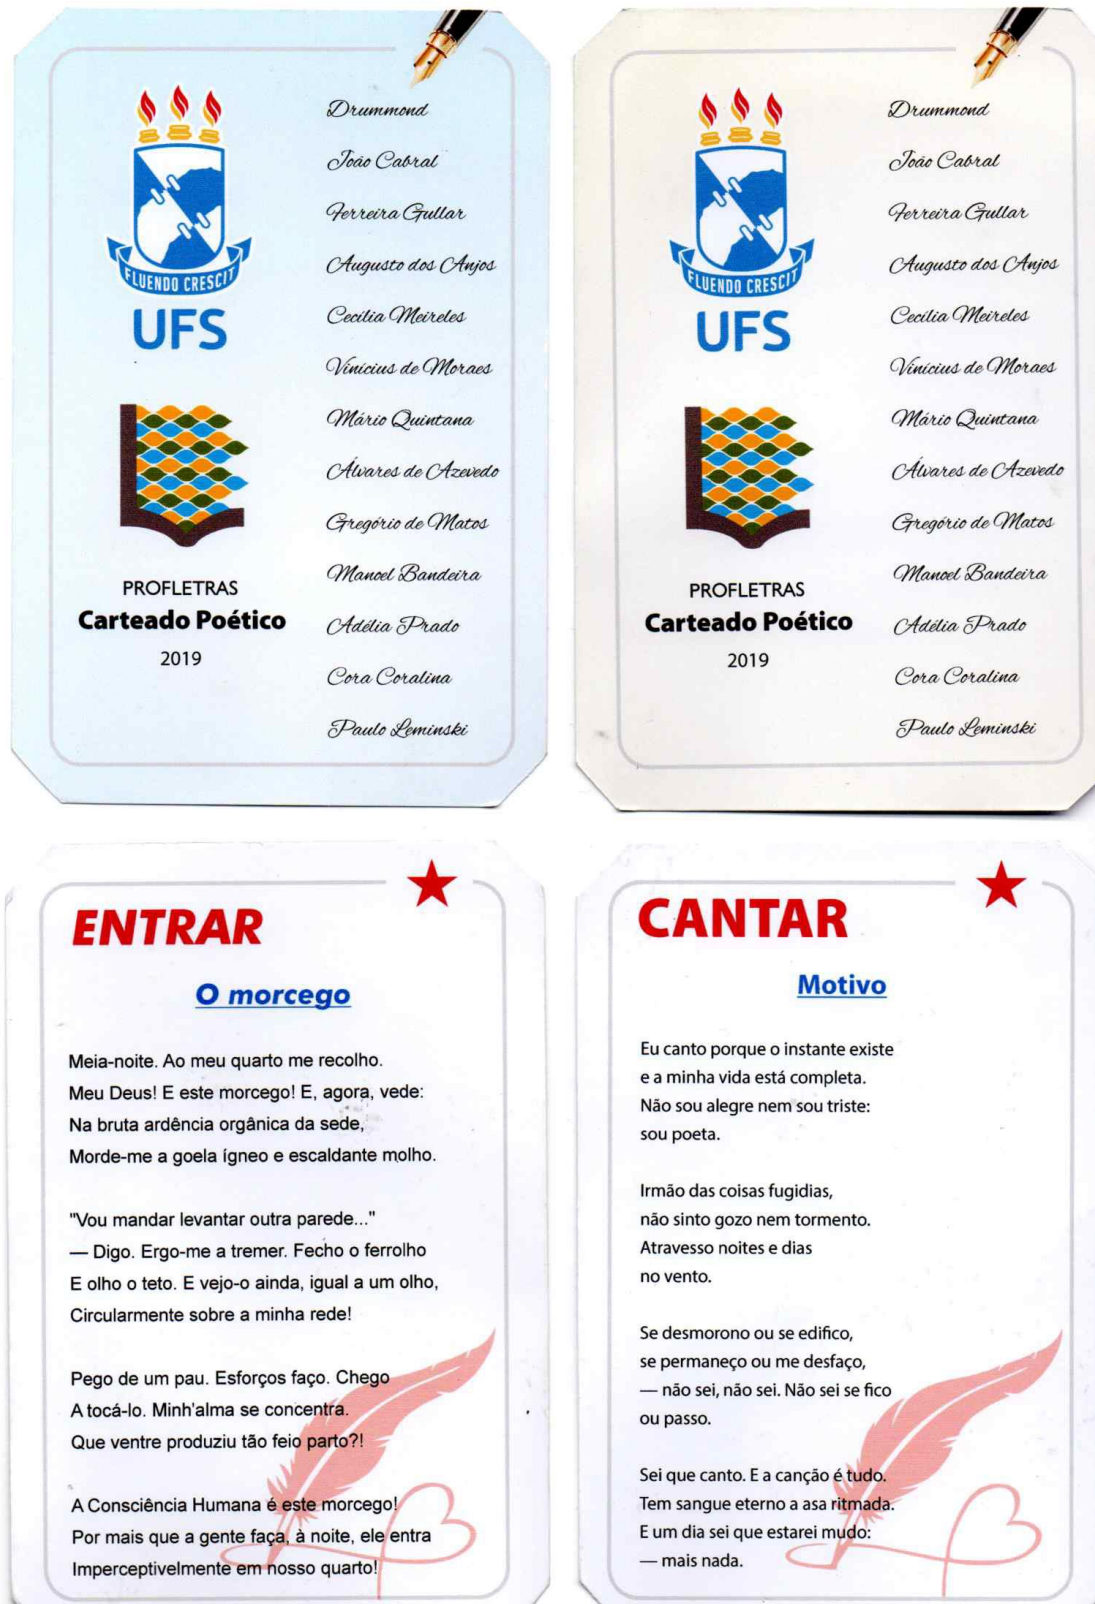 FLUENDO CRESCIT
UFS
PROFLETRAS
Carteado Poético
2019
Drummond
João Cabral
Ferreira Gullar
Augusto dos Anjos
Cecília Meireles
Vinícius de Moraes
Mário Quintana
Álvares de Azevedo
Gregório de Matos
Manoel Bandeira
Adélia Prado
Cora Coralina
Paulo Leminski
FLUENDO CRESCIT
UFS
PROFLETRAS
Carteado Poético
2019
Drummond
João Cabral
Ferreira Gullar
Augusto dos Anjos
Cecília Meireles
Vinícius de Moraes
Mário Quintana
Álvares de Azevedo
Gregório de Matos
Manoel Bandeira
Adélia Prado
Cora Coralina
Paulo Leminski
ENTRAR
O morcego
Meia-noite. Ao meu quarto me recolho.
Meu Deus! E este morcego! E, agora, vede:
Na bruta ardência orgânica da sede,
Morde-me a goela ígneo e escaldante molho.
"Vou mandar levantar outra parede..."
— Digo. Ergo-me a tremer. Fecho o ferrolho
E olho o teto. E vejo-o ainda, igual a um olho,
Circularmente sobre a minha rede!
Pego de um pau. Esforços faço. Chego
A tocá-lo. Minh'alma se concentra.
Que ventre produziu tão feio parto?!
A Consciência Humana é este morcego!
Por mais que a gente faça, à noite, ele entra
Imperceptivelmente em nosso quarto!
CANTAR
Motivo
Eu canto porque o instante existe
e a minha vida está completa.
Não sou alegre nem sou triste:
sou poeta.
Irmão das coisas fugidias,
não sinto gozo nem tormento.
Atravesso noites e dias
no vento.
Se desmorono ou se edifico,
se permaneço ou me desfaço,
— não sei, não sei. Não sei se fico
ou passo.
Sei que canto. E a canção é tudo.
Tem sangue eterno a asa ritmada.
E um dia sei que estarei mudo:
— mais nada.